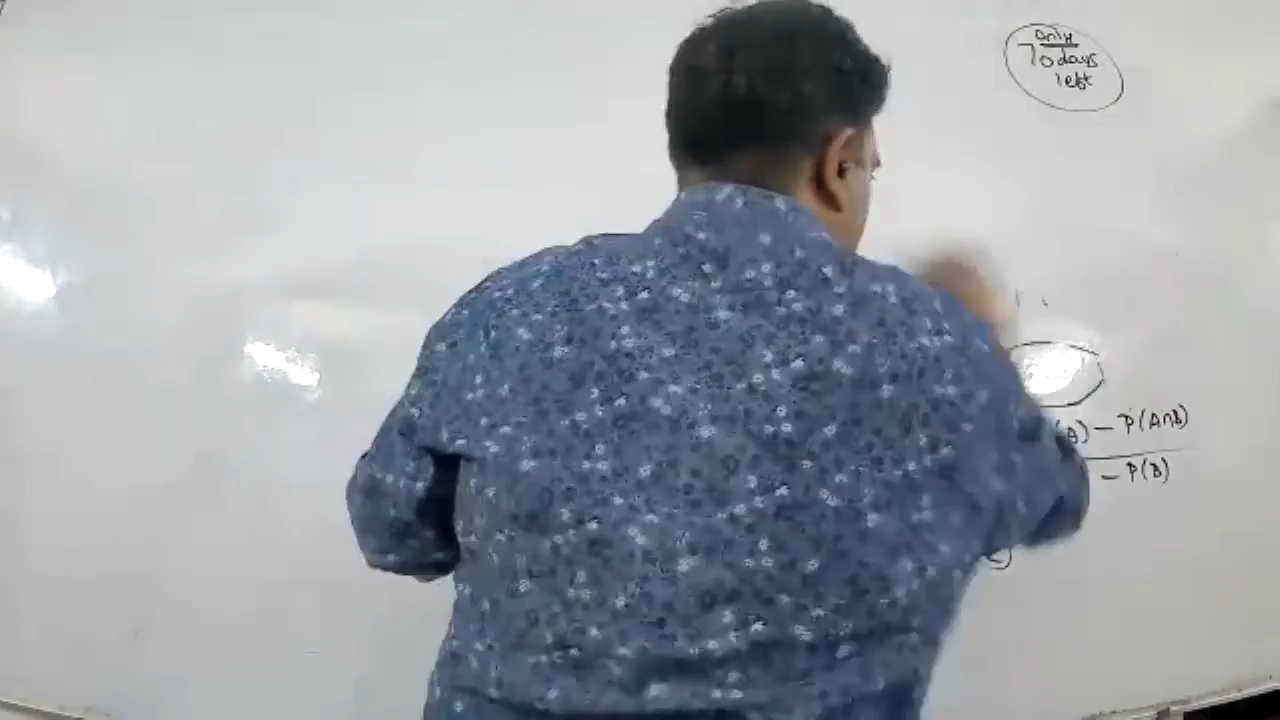 only
70 days
left
A) − P(A∩B)
− P(B)